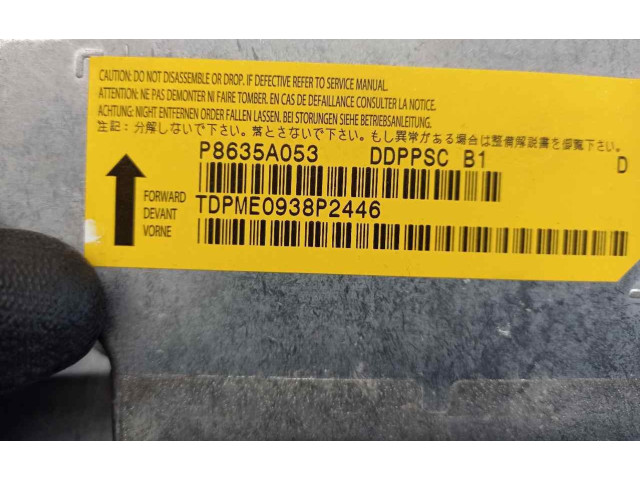 CAUTION: DO NOT DISASSEMBLE OR DROP. IF DEFECTIVE REFER TO SERVICE MANUAL.
ATTENTION: NE PAS DEMONTER NI FAIRE TOMBER. EN CAS DE DEFAILLANCE CONSULTER LA NOTICE.
ACHTUNG: NIGHT ENTFERNEN ORDER FALLEN LASSEN. BEI STORUNGEN SIEHE BETRIEBSANLEITUNG.
注記: 分解しないで下さい。落とさないで下さい。もし異常がある場合は整備解説書を御覧下さい。
P8635A053 DDPPSC B1 D
FORWARD
DEVANT
VORNE
TDPME0938P2446